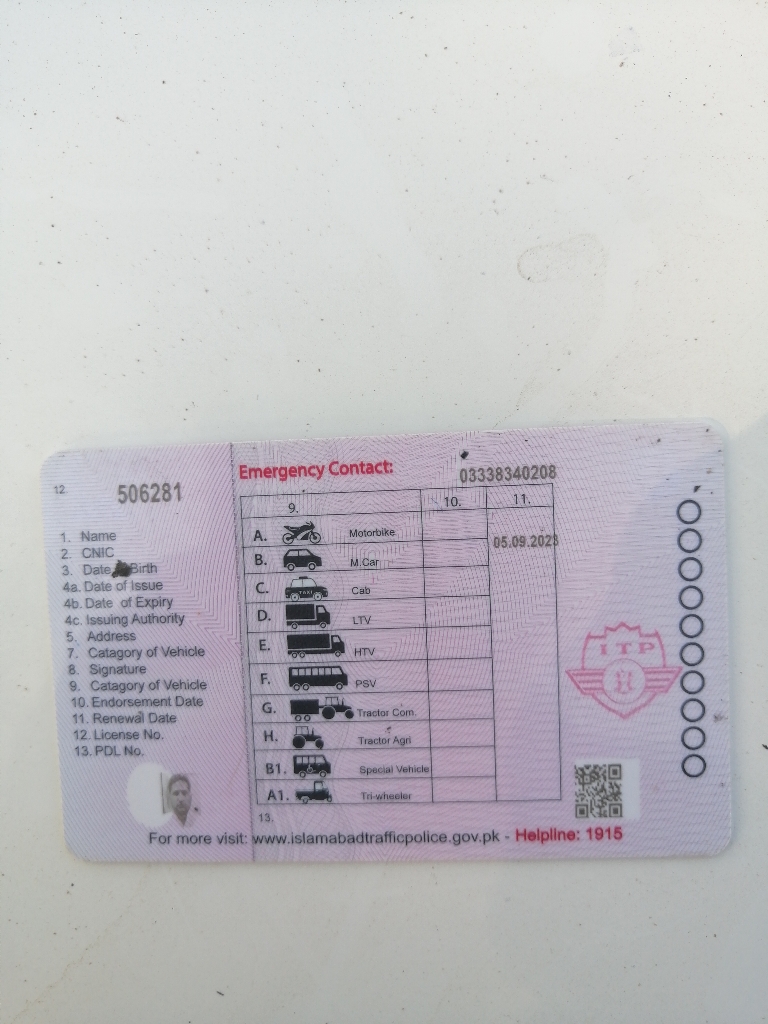 12. 506281
Emergency Contact: 03338340208
1. Name
2. CNIC
3. Date Birth
4a. Date of Issue
4b. Date of Expiry
4c. Issuing Authority
5. Address
7. Catagory of Vehicle
8. Signature
9. Catagory of Vehicle
10. Endorsement Date
11. Renewal Date
12. License No.
13. PDL No.
9. 10. 11.
A. Motorbike
05.09.2023
B. M.Car
C. TAXI Cab
D. LTV
E. HTV
F. PSV
G. Tractor Com.
H. Tractor Agri
B1. Special Vehicle
A1. Tri-wheeler
13.
ITP
For more visit: www.islamabadtrafficpolice.gov.pk - Helpline: 1915